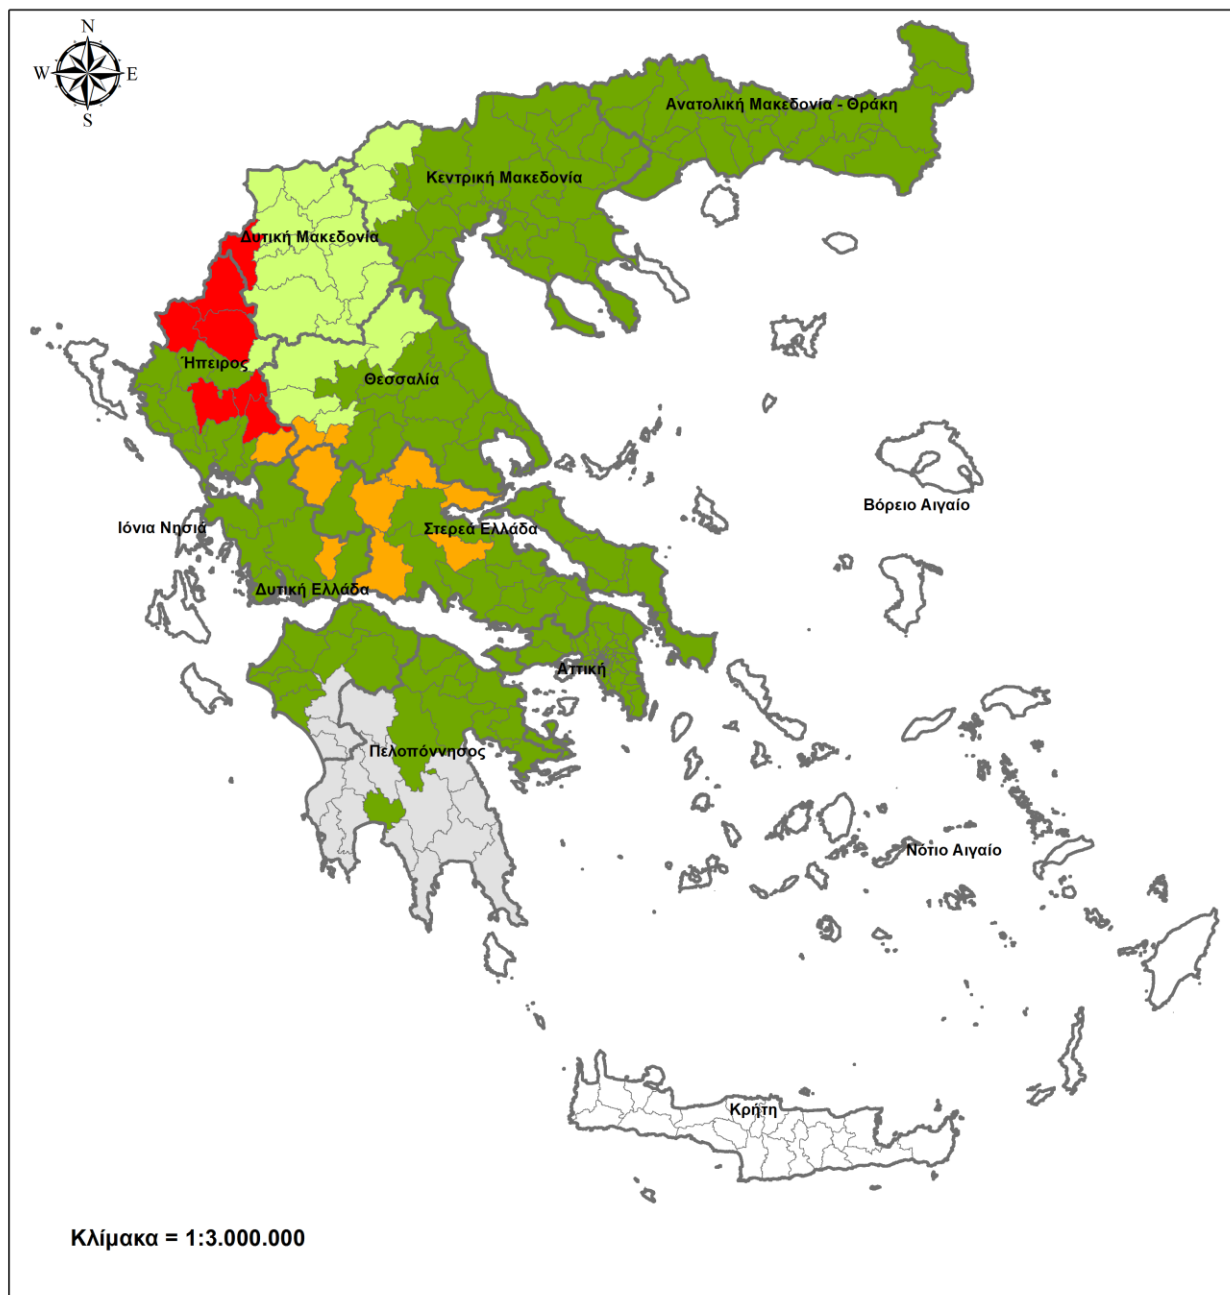 N
W E
S
Ανατολική Μακεδονία - Θράκη
Κεντρική Μακεδονία
Δυτική Μακεδονία
Ήπειρος
Θεσσαλία
Βόρειο Αιγαίο
Ιόνια Νησιά
Στερεά Ελλάδα
Δυτική Ελλάδα
Αττική
Πελοπόννησος
Νότιο Αιγαίο
Κρήτη
Κλίμακα = 1:3.000.000